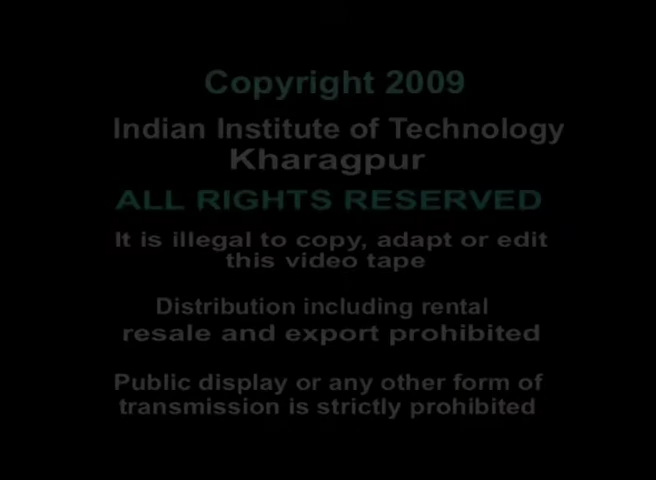 Copyright 2009
Indian Institute of Technology
Kharagpur
ALL RIGHTS RESERVED
It is illegal to copy, adapt or edit
this video tape
Distribution including rental
resale and export prohibited
Public display or any other form of
transmission is strictly prohibited